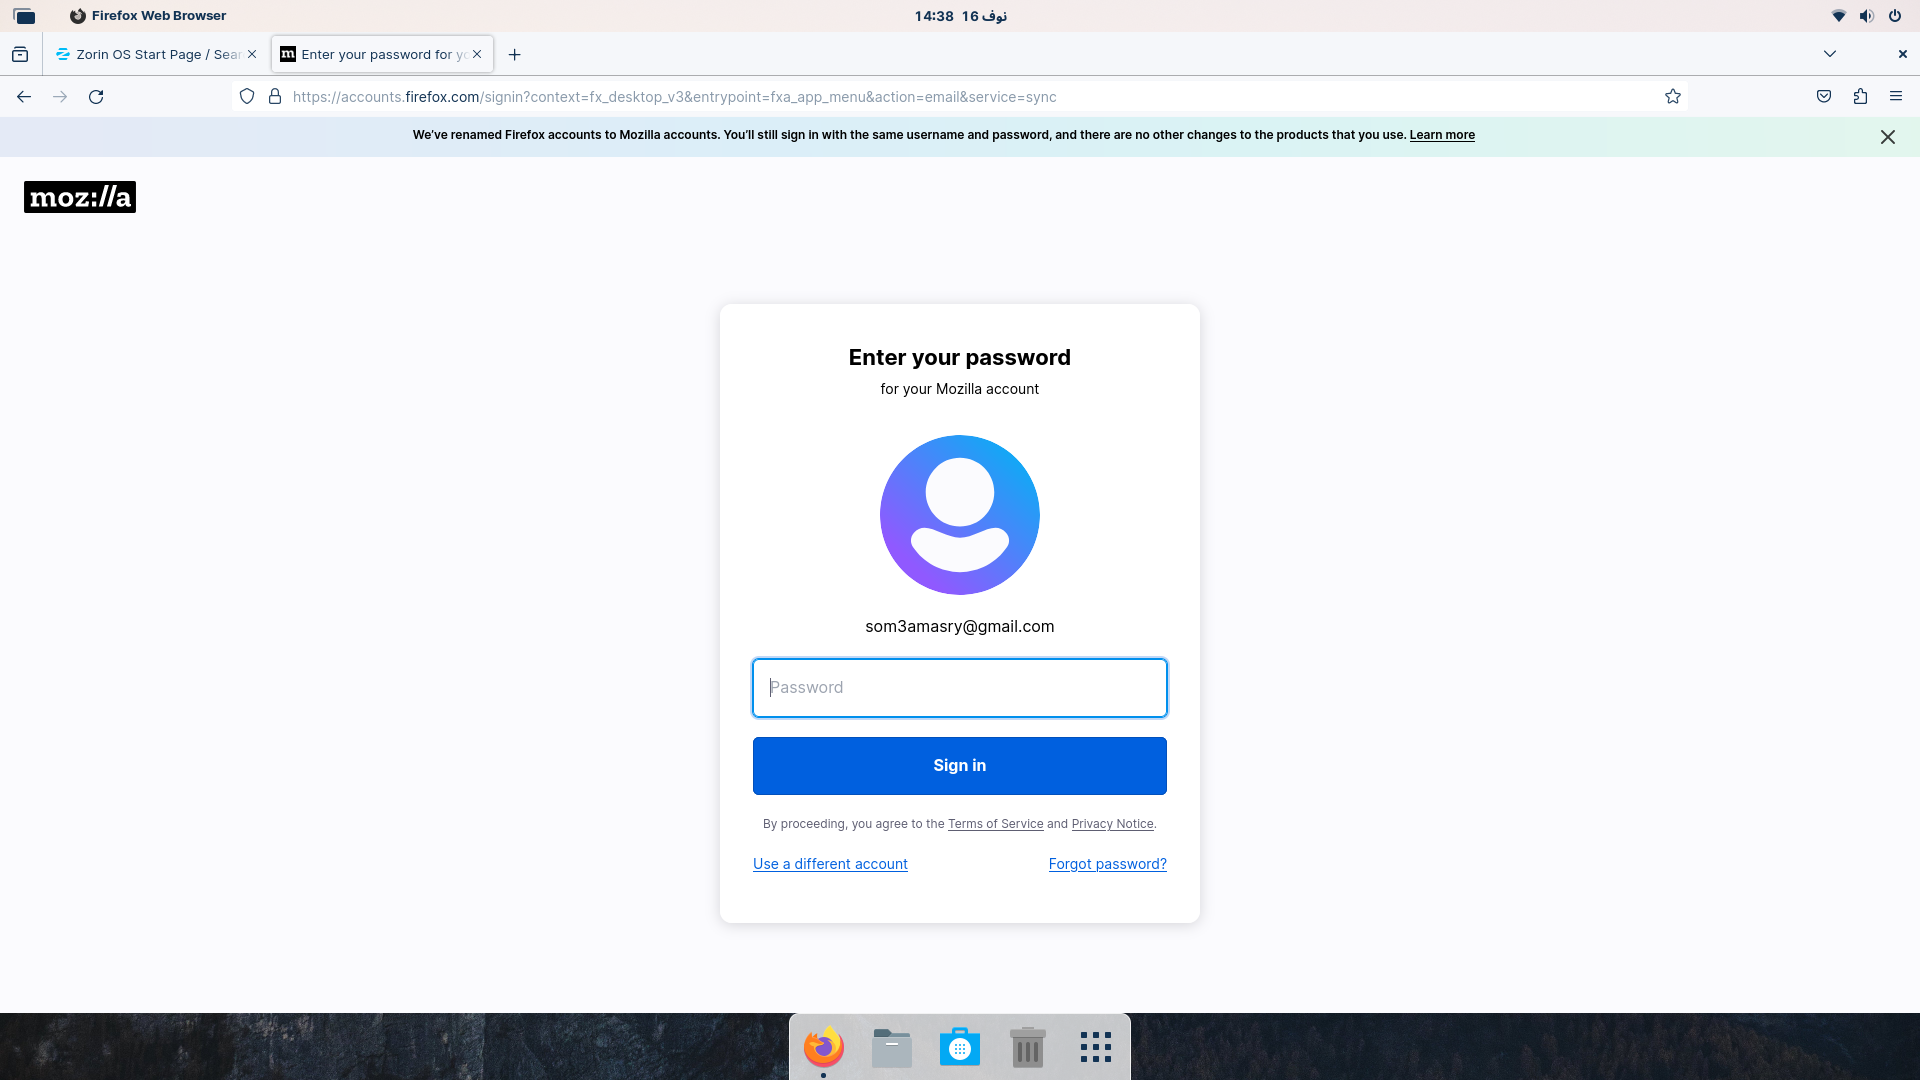 Firefox Web Browser
14:38 16 نوف
Zorin OS Start Page / Sear
Enter your password for yo
https://accounts.firefox.com/signin?context=fx_desktop_v3&entrypoint=fxa_app_menu&action=email&service=sync
We've renamed Firefox accounts to Mozilla accounts. You'll still sign in with the same username and password, and there are no other changes to the products that you use. Learn more
moz://a
Enter your password
for your Mozilla account
som3amasry@gmail.com
Password
Sign in
By proceeding, you agree to the Terms of Service and Privacy Notice.
Use a different account
Forgot password?